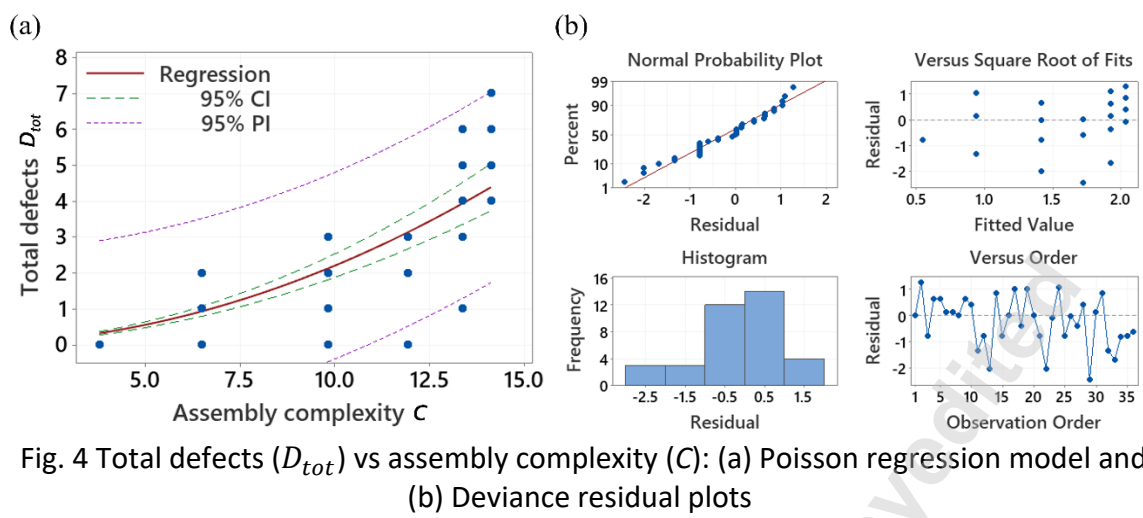 (a)
8
7
6
5
4
3
2
1
0
Total defects D_tot
Regression
95% CI
95% PI
5.0 7.5 10.0 12.5 15.0
Assembly complexity C
(b)
Normal Probability Plot
99
90
50
10
1
Percent
-2 -1 0 1 2
Residual
Versus Square Root of Fits
1
0
-1
-2
Residual
0.5 1.0 1.5 2.0
Fitted Value
Histogram
16
12
8
4
0
Frequency
-2.5 -1.5 -0.5 0.5 1.5
Residual
Versus Order
1
0
-1
-2
Residual
1 5 10 15 20 25 30 35
Observation Order
Fig. 4 Total defects (D_tot) vs assembly complexity (C): (a) Poisson regression model and
(b) Deviance residual plots